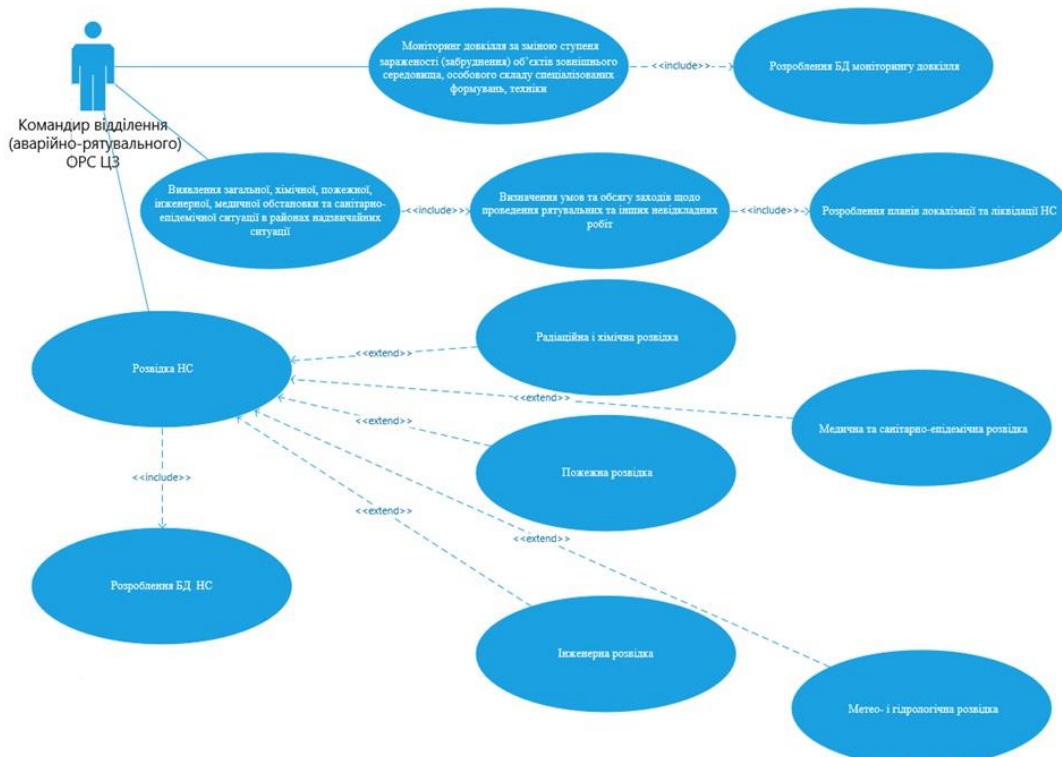 Командир відділення
(аварійно-рятувального)
ОРС ЦЗ
Моніторинг довкілля за зміною ступеня
зараженості (забруднення) об'єктів зовнішнього
середовища, особового складу спеціалізованих
формувань, техніки
<<include>>
Розроблення БД моніторингу довкілля
Виявлення загальної, хімічної, пожежної,
інженерної, медичної обстановки та санітарно-
епідемічної ситуації в районах надзвичайних
ситуації
<<include>>
Визначення умов та обсягу заходів щодо
проведення рятувальних та інших невідкладних
робіт
<<include>>
Розроблення планів локалізації та ліквідації НС
Розвідка НС
<<extend>>
Радіаційна і хімічна розвідка
<<extend>>
Медична та санітарно-епідемічна розвідка
<<extend>>
Пожежна розвідка
<<include>>
Розроблення БД НС
<<extend>>
Інженерна розвідка
<<extend>>
Метео- і гідрологічна розвідка